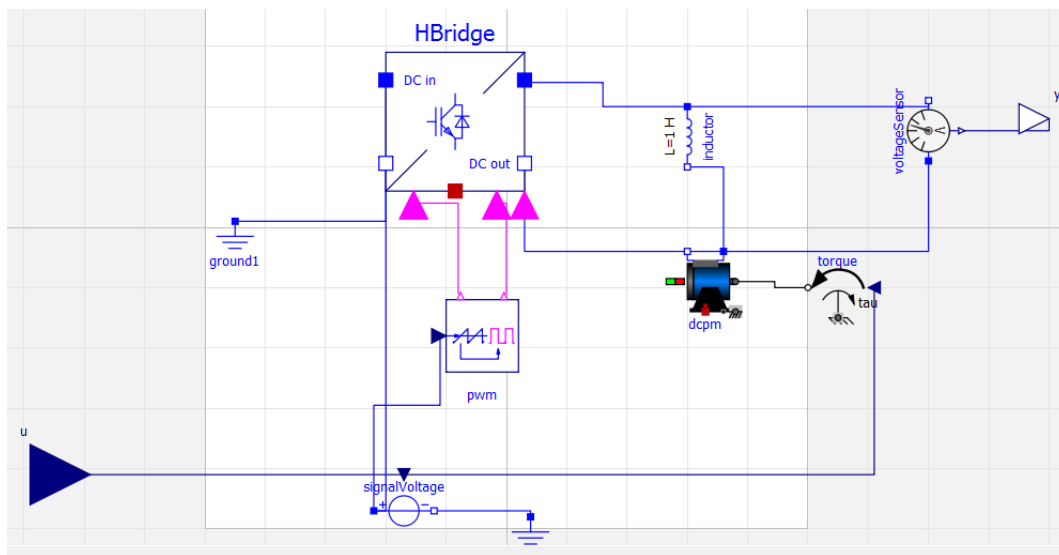 HBridge
DC in
DC out
L=1 H
inductor
voltageSensor
V
y
ground1
torque
tau
dcpm
pwm
u
signalVoltage
+
−